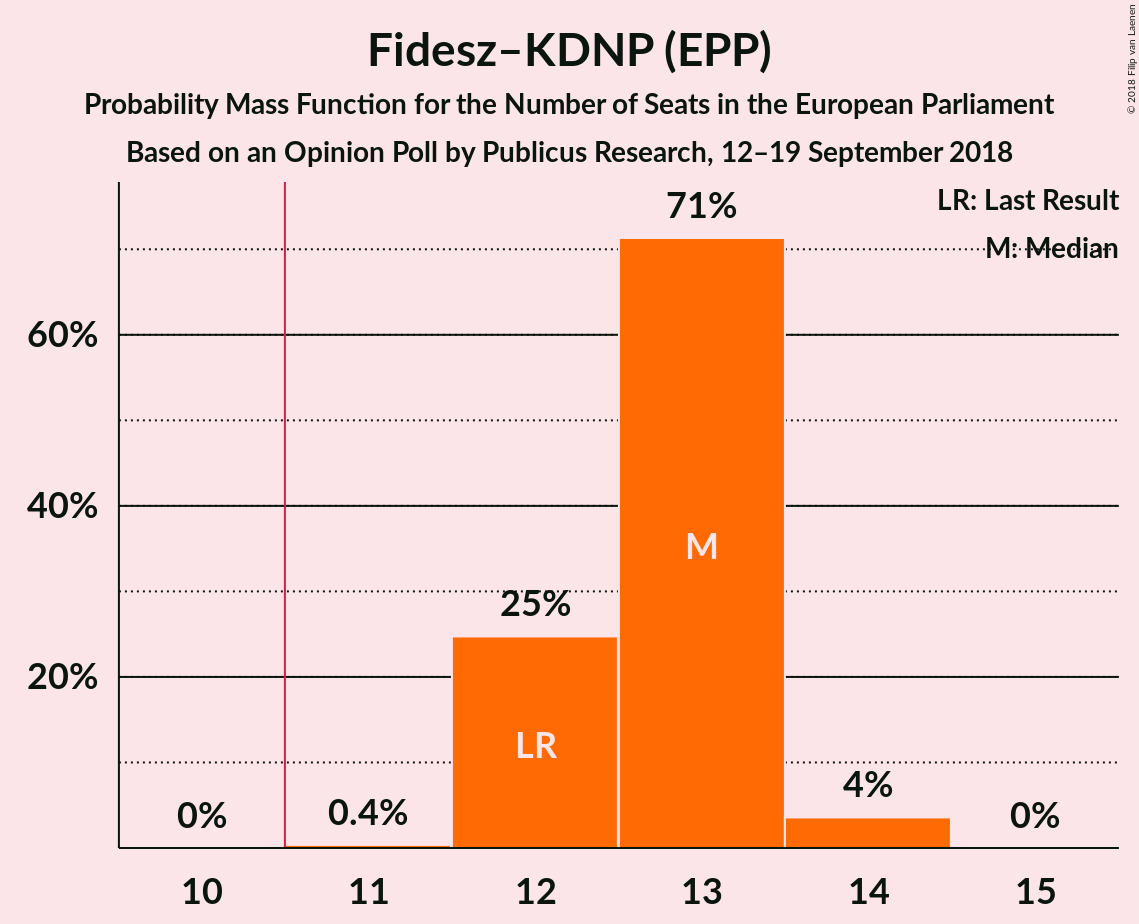 Fidesz–KDNP (EPP)
Probability Mass Function for the Number of Seats in the European Parliament
Based on an Opinion Poll by Publicus Research, 12–19 September 2018
© 2018 Filip van Laenen
LR: Last Result
M: Median
71%
60%
40%
M
25%
20%
LR
4%
0%
0.4%
0%
10
11
12
13
14
15